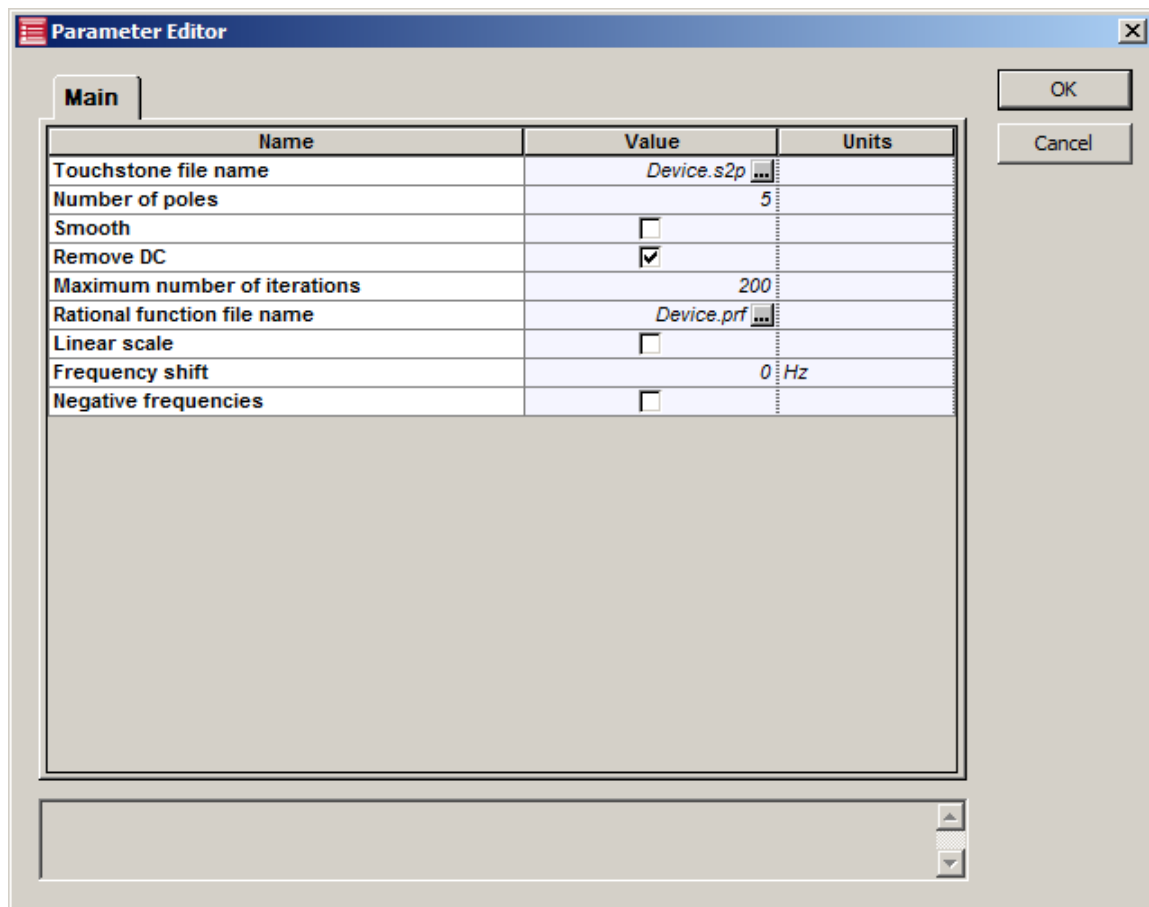 Parameter Editor
OK
Cancel
Main
Name Value Units
Touchstone file name Device.s2p ...
Number of poles 5
Smooth
Remove DC
Maximum number of iterations 200
Rational function file name Device.prf ...
Linear scale
Frequency shift 0 Hz
Negative frequencies